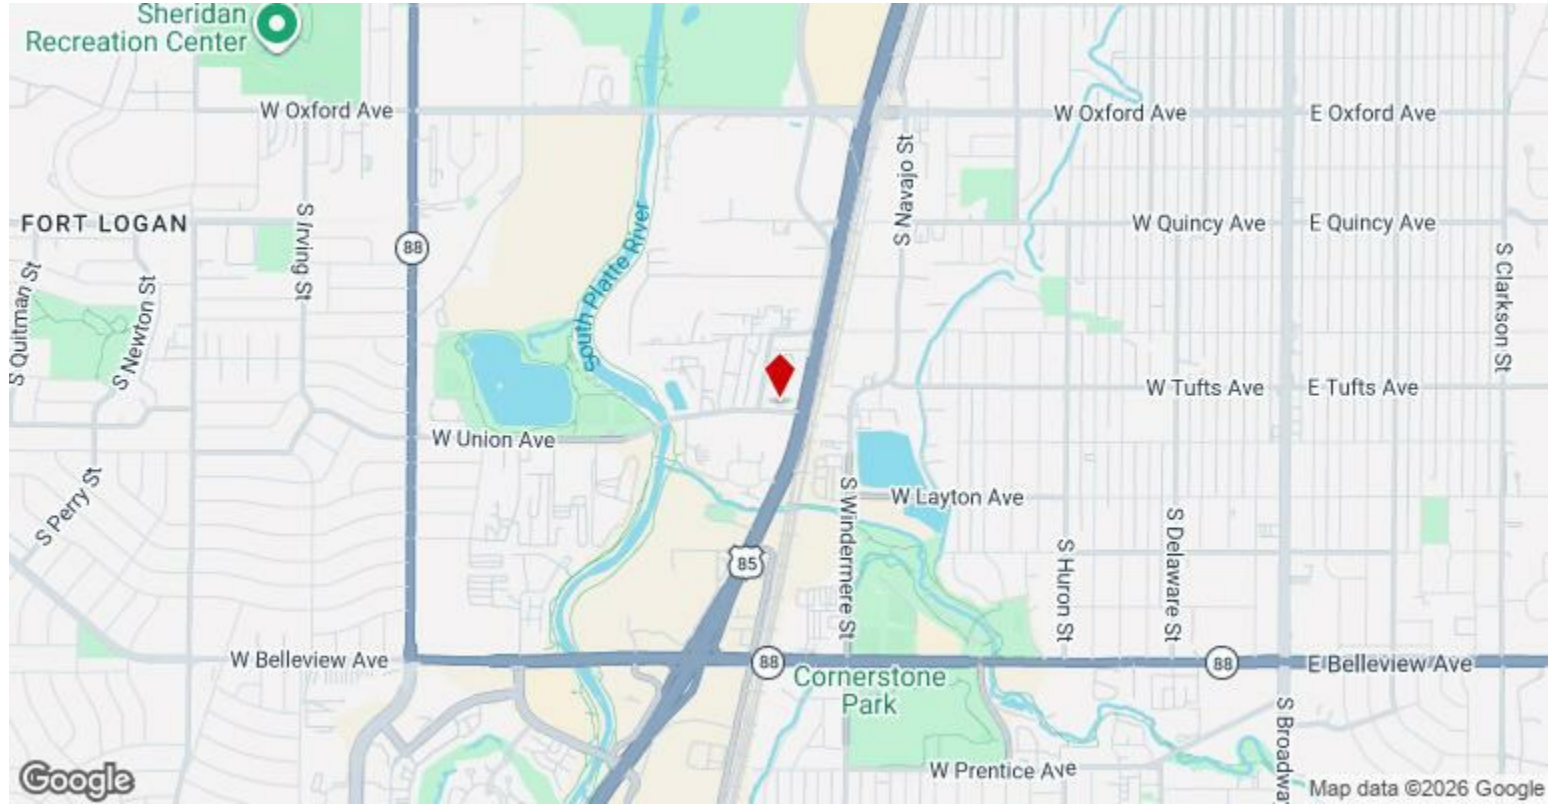 Sheridan
Recreation Center
W Oxford Ave
W Oxford Ave
E Oxford Ave
S Navajo St
FORT LOGAN
S Irving St
88
South Platte River
W Quincy Ave
E Quincy Ave
S Clarkson St
S Quitman St
S Newton St
W Tufts Ave
E Tufts Ave
W Union Ave
S Perry St
S Windermere St
W Layton Ave
S Huron St
S Delaware St
85
W Belleview Ave
88
88
E Belleview Ave
Cornerstone
Park
S Broadway
W Prentice Ave
Google
Map data ©2026 Google